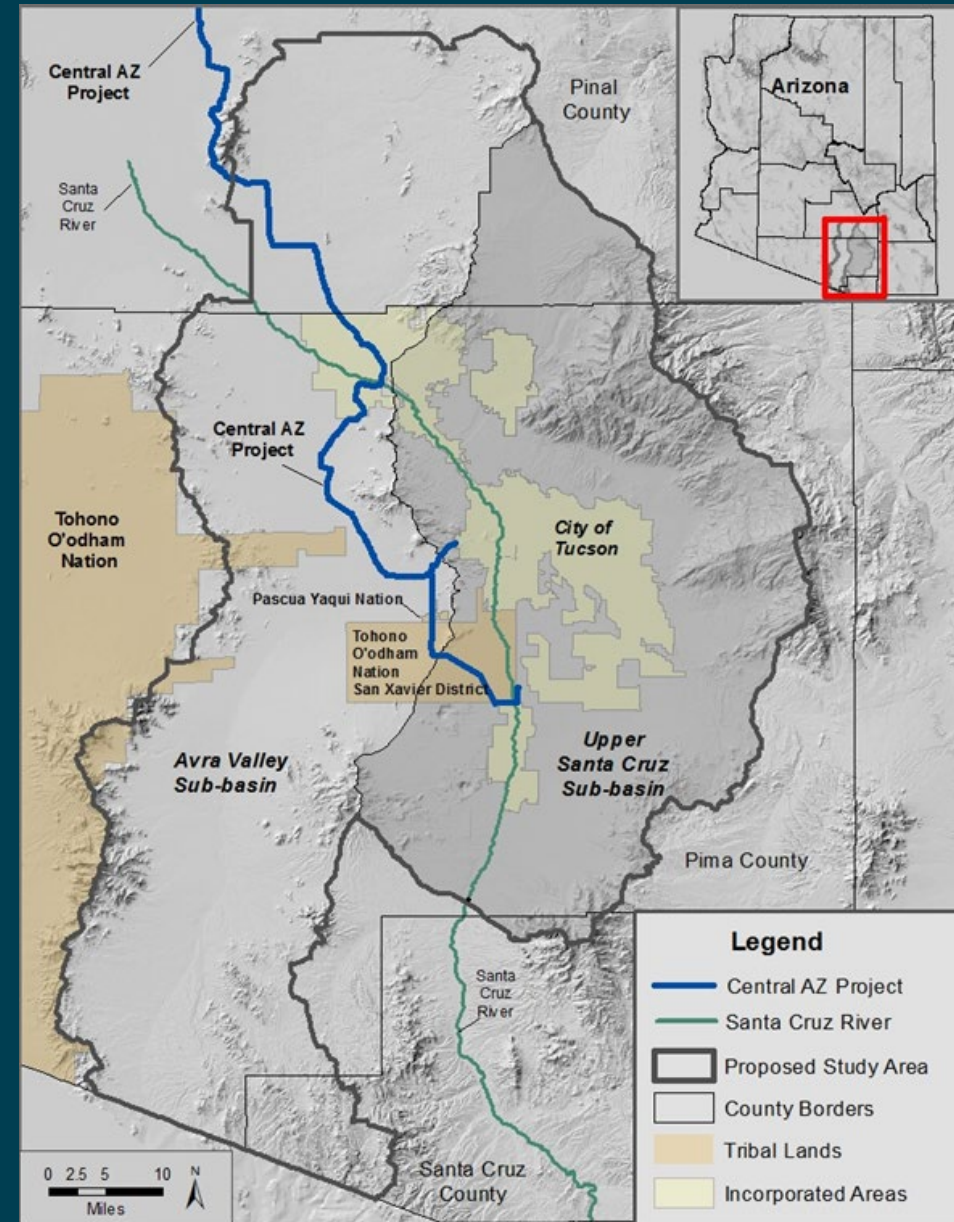 Central AZ
Project
Pinal
County
Arizona
Santa
Cruz
River
Central AZ
Project
Tohono
O'odham
Nation
City of
Tucson
Pascua Yaqui Nation
Tohono
O'odham
Nation
San Xavier District
Avra Valley
Sub-basin
Upper
Santa Cruz
Sub-basin
Pima County
Santa
Cruz
River
Santa Cruz
County
0 2.5 5 10
Miles
N
Legend
Central AZ Project
Santa Cruz River
Proposed Study Area
County Borders
Tribal Lands
Incorporated Areas